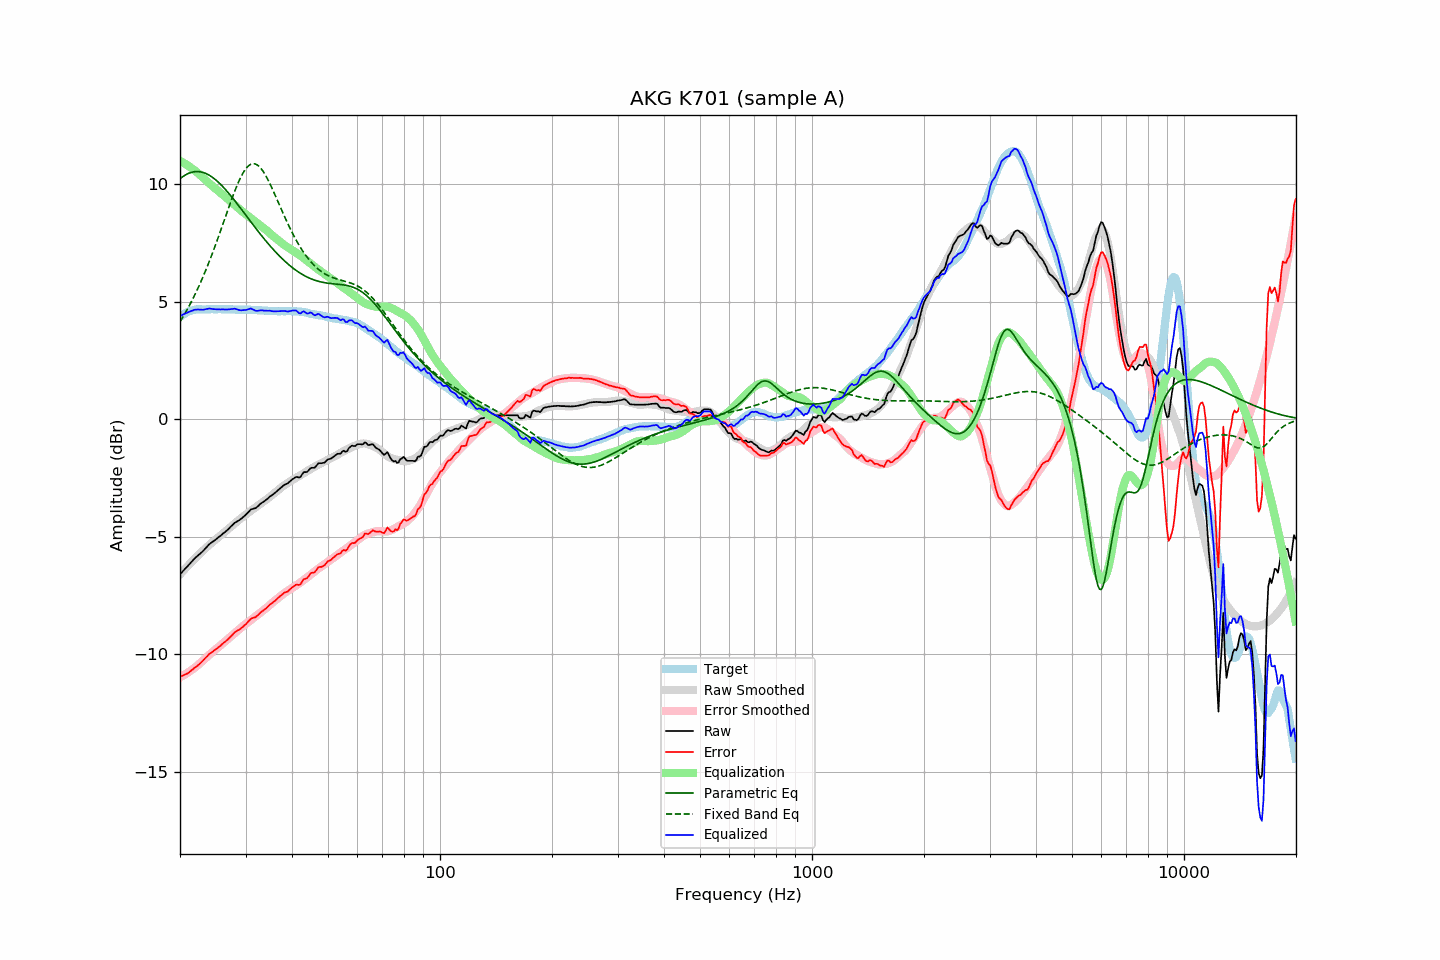 AKG K701 (sample A)
Amplitude (dBr)
10
5
0
−5
−10
−15
100
1000
10000
Frequency (Hz)
Target
Raw Smoothed
Error Smoothed
Raw
Error
Equalization
Parametric Eq
Fixed Band Eq
Equalized